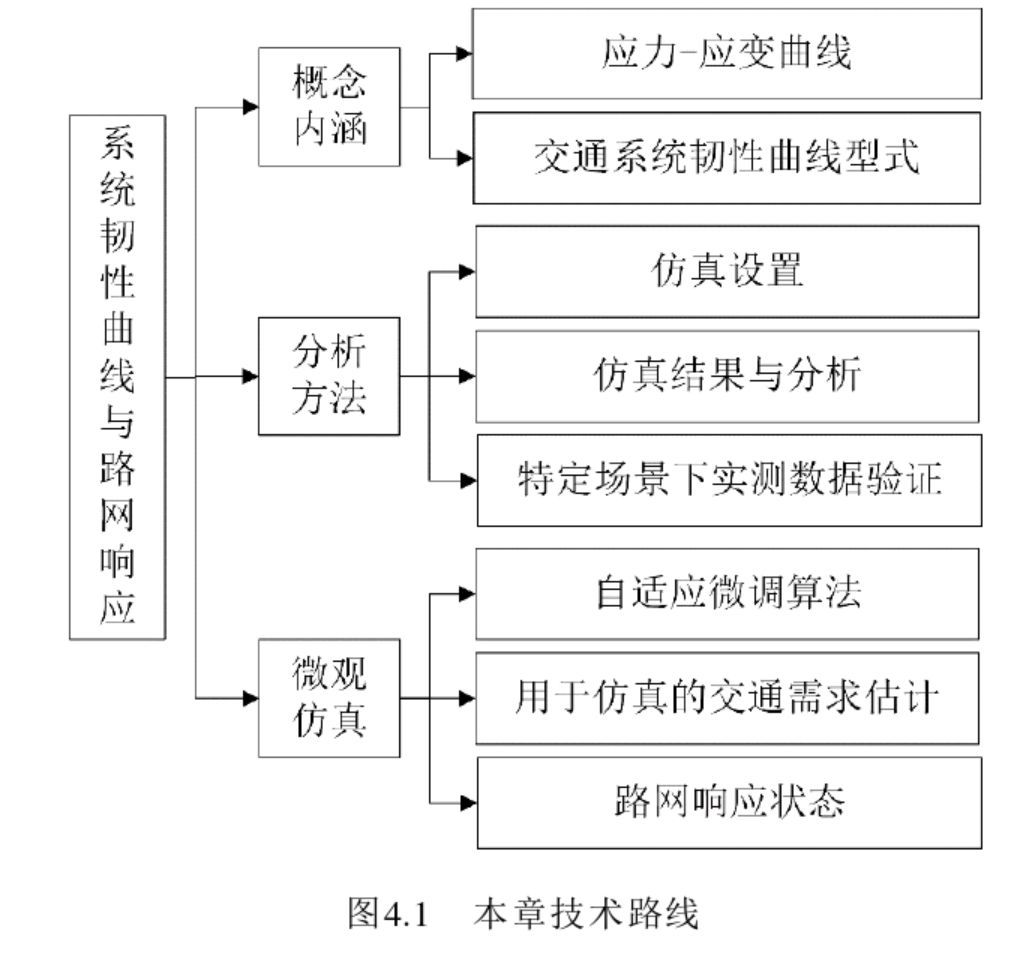 系统韧性曲线与路网响应
概念
内涵
应力-应变曲线
交通系统韧性曲线型式
分析
方法
仿真设置
仿真结果与分析
特定场景下实测数据验证
微观
仿真
自适应微调算法
用于仿真的交通需求估计
路网响应状态
图4.1 本章技术路线